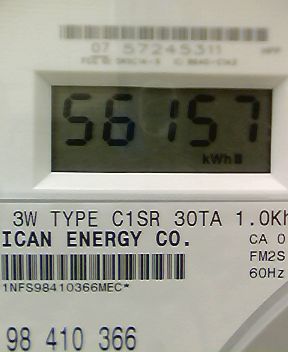 07 57245311
56157
kWh
3W TYPE C1SR 30TA 1.0Kh
ICAN ENERGY CO.
CA 0
FM2S
60Hz
1NFS98410366MEC*
98 410 366